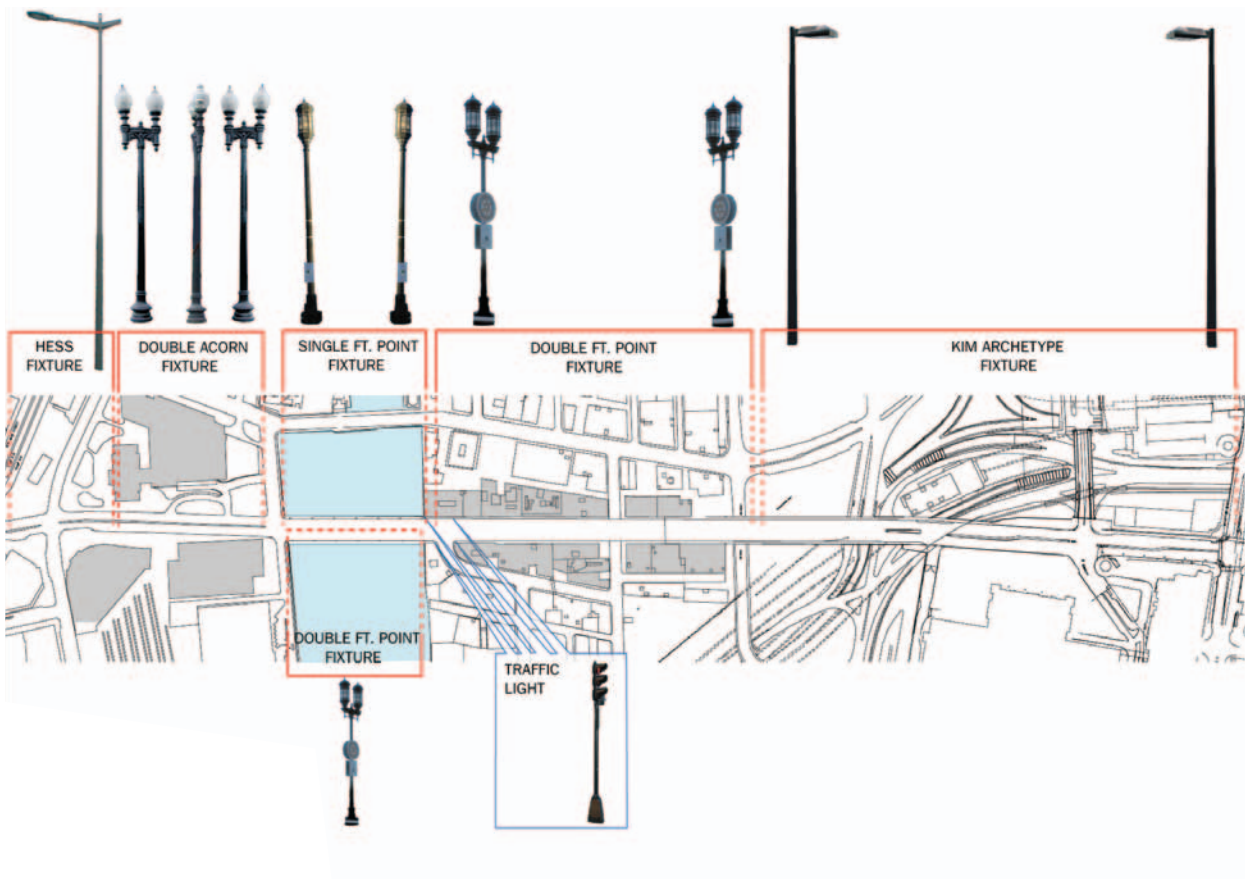 HESS
FIXTURE
DOUBLE ACORN
FIXTURE
SINGLE FT. POINT
FIXTURE
DOUBLE FT. POINT
FIXTURE
KIM ARCHETYPE
FIXTURE
DOUBLE FT. POINT
FIXTURE
TRAFFIC
LIGHT